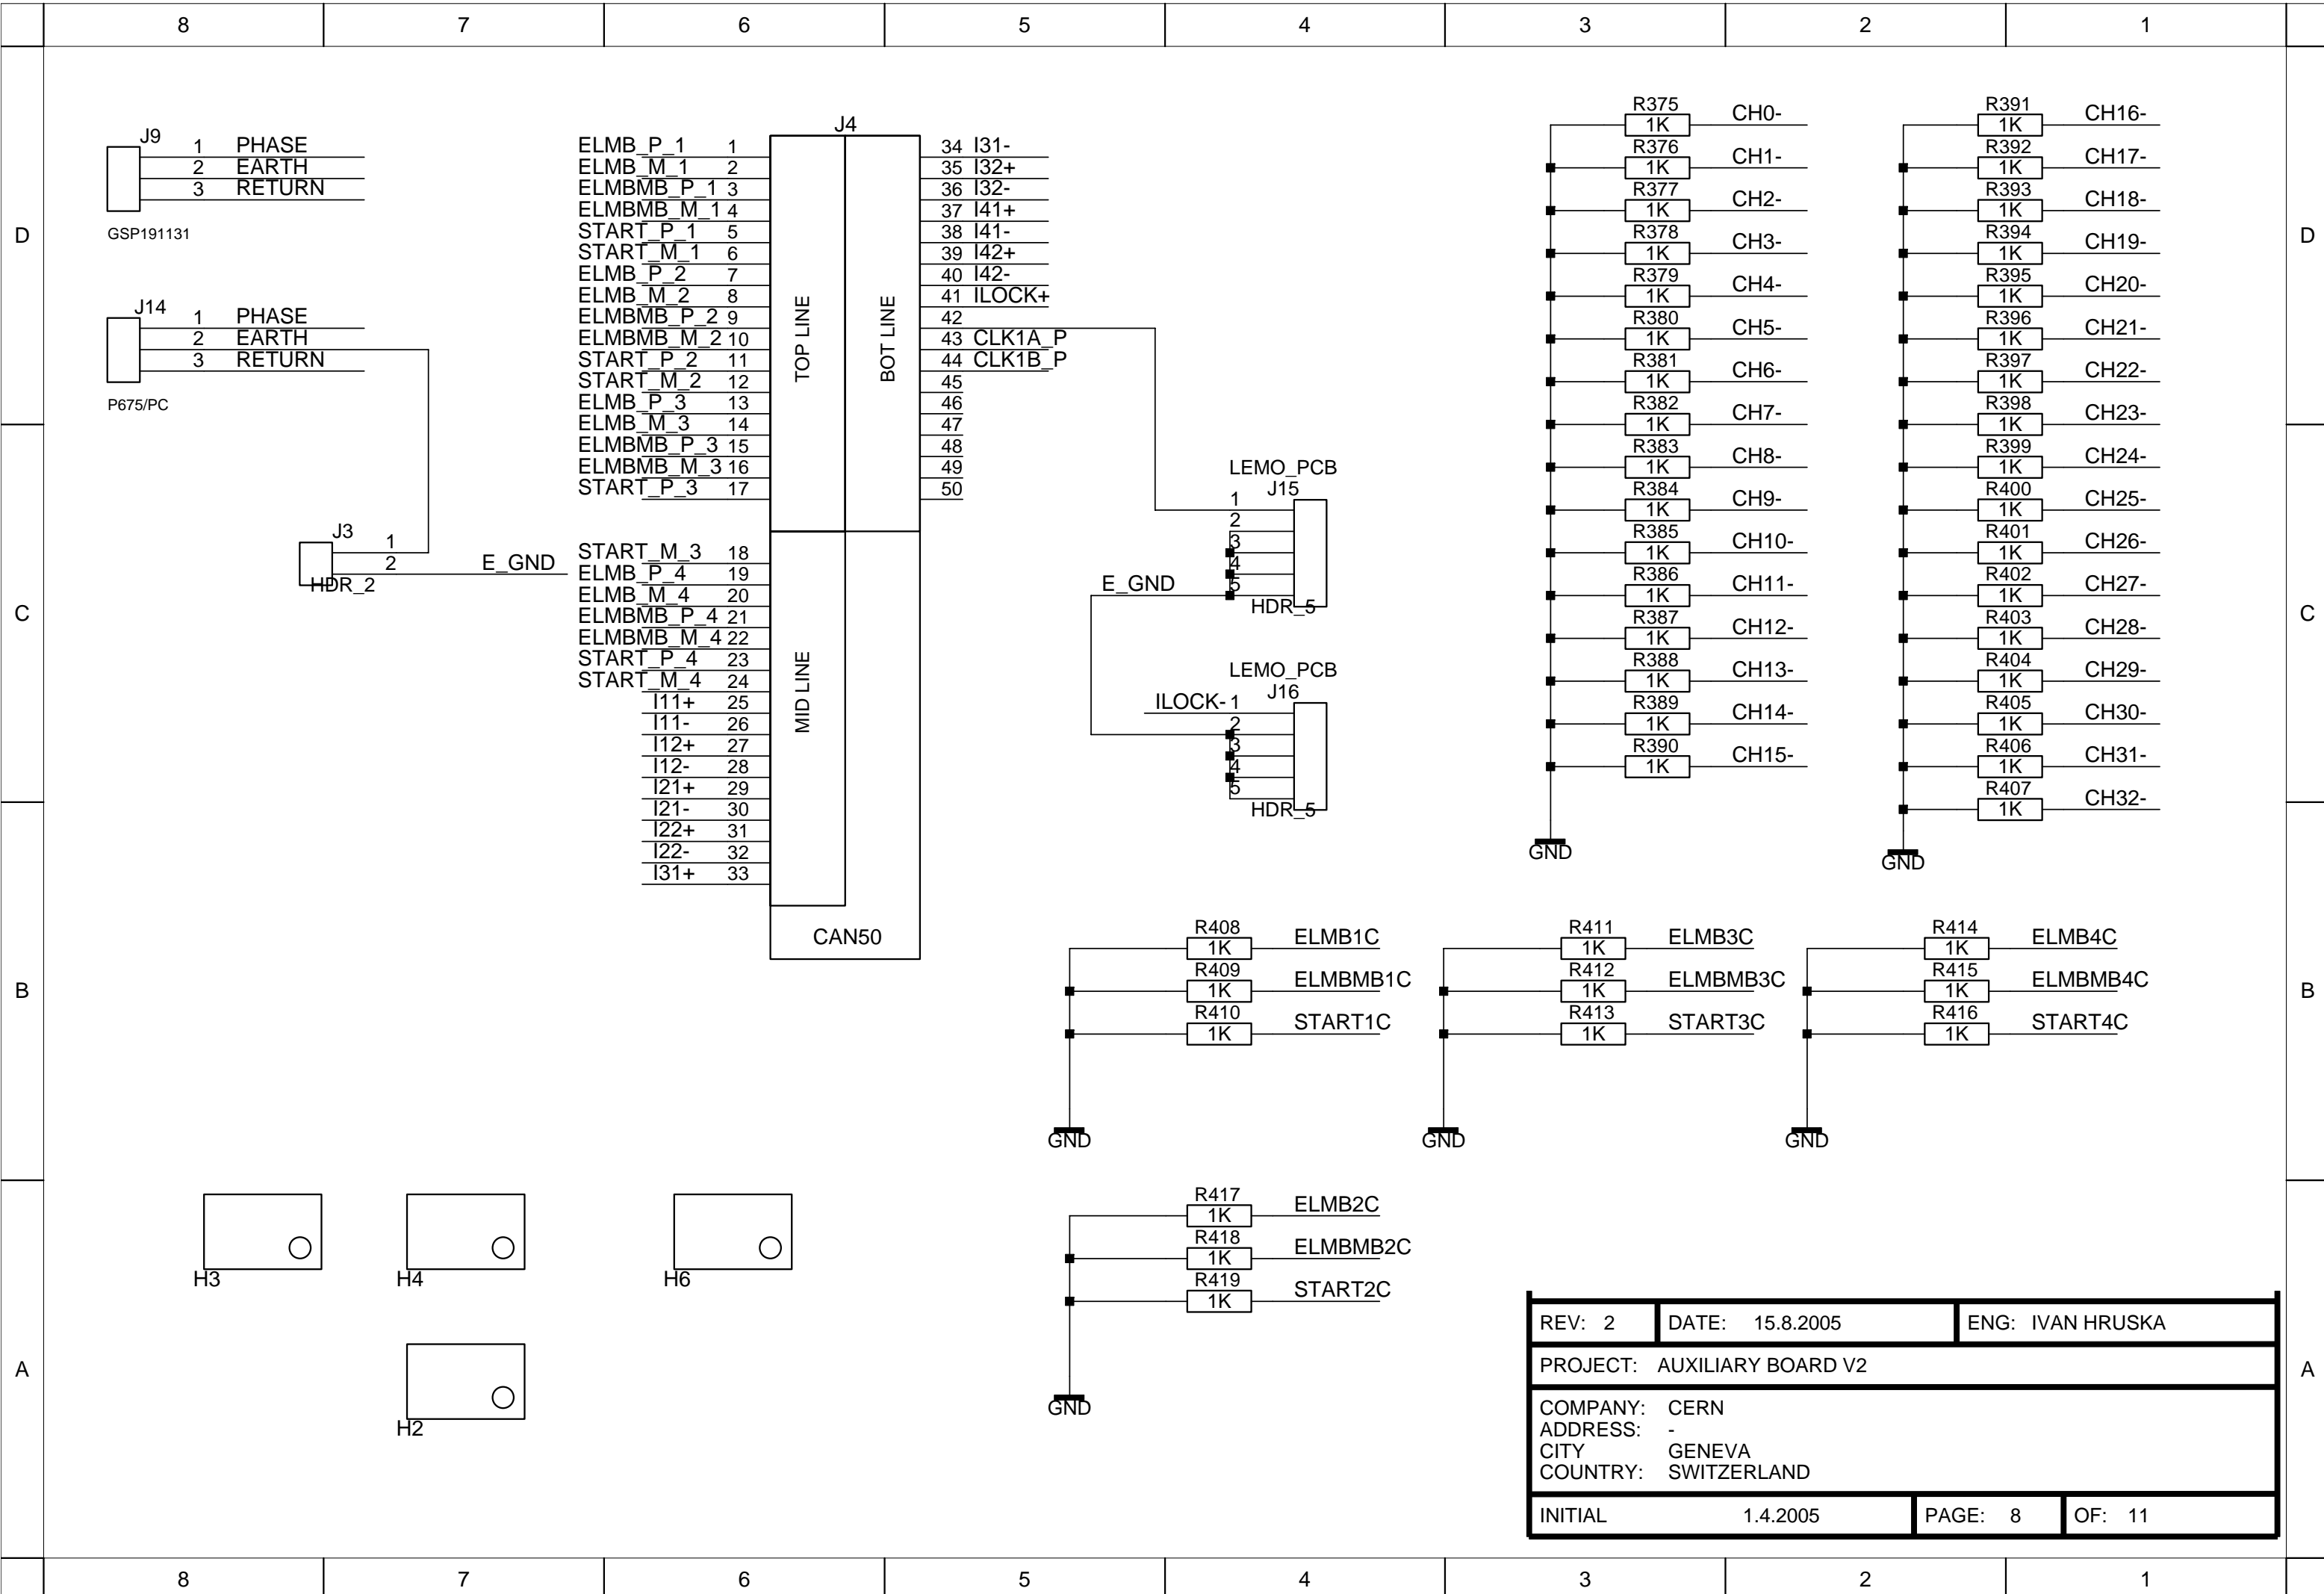 8 7 6 5 4 3 2 1
D
C
B
A
J9
1 PHASE
2 EARTH
3 RETURN
GSP191131
J14
1 PHASE
2 EARTH
3 RETURN
P675/PC
J3
1
2 E_GND
HDR_2
J4
ELMB_P_1 1
ELMB_M_1 2
ELMBMB_P_1 3
ELMBMB_M_1 4
START_P_1 5
START_M_1 6
ELMB_P_2 7
ELMB_M_2 8
ELMBMB_P_2 9
ELMBMB_M_2 10
START_P_2 11
START_M_2 12
ELMB_P_3 13
ELMB_M_3 14
ELMBMB_P_3 15
ELMBMB_M_3 16
START_P_3 17
START_M_3 18
ELMB_P_4 19
ELMB_M_4 20
ELMBMB_P_4 21
ELMBMB_M_4 22
START_P_4 23
START_M_4 24
I11+ 25
I11- 26
I12+ 27
I12- 28
I21+ 29
I21- 30
I22+ 31
I22- 32
I31+ 33
TOP LINE
BOT LINE
MID LINE
CAN50
34 I31-
35 I32+
36 I32-
37 I41+
38 I41-
39 I42+
40 I42-
41 ILOCK+
42
43 CLK1A_P
44 CLK1B_P
45
46
47
48
49
50
LEMO_PCB
J15
1
2
3
4
5
E_GND
HDR_5
LEMO_PCB
J16
ILOCK- 1
2
3
4
5
HDR_5
R375 CH0-
1K
R376 CH1-
1K
R377 CH2-
1K
R378 CH3-
1K
R379 CH4-
1K
R380 CH5-
1K
R381 CH6-
1K
R382 CH7-
1K
R383 CH8-
1K
R384 CH9-
1K
R385 CH10-
1K
R386 CH11-
1K
R387 CH12-
1K
R388 CH13-
1K
R389 CH14-
1K
R390 CH15-
1K
GND
R391 CH16-
1K
R392 CH17-
1K
R393 CH18-
1K
R394 CH19-
1K
R395 CH20-
1K
R396 CH21-
1K
R397 CH22-
1K
R398 CH23-
1K
R399 CH24-
1K
R400 CH25-
1K
R401 CH26-
1K
R402 CH27-
1K
R403 CH28-
1K
R404 CH29-
1K
R405 CH30-
1K
R406 CH31-
1K
R407 CH32-
1K
GND
R408 ELMB1C
1K
R409 ELMBMB1C
1K
R410 START1C
1K
GND
R411 ELMB3C
1K
R412 ELMBMB3C
1K
R413 START3C
1K
GND
R414 ELMB4C
1K
R415 ELMBMB4C
1K
R416 START4C
1K
GND
R417 ELMB2C
1K
R418 ELMBMB2C
1K
R419 START2C
1K
GND
H3
H4
H6
H2
REV: 2 DATE: 15.8.2005 ENG: IVAN HRUSKA
PROJECT: AUXILIARY BOARD V2
COMPANY: CERN
ADDRESS: -
CITY GENEVA
COUNTRY: SWITZERLAND
INITIAL 1.4.2005 PAGE: 8 OF: 11
D
C
B
A
8 7 6 5 4 3 2 1